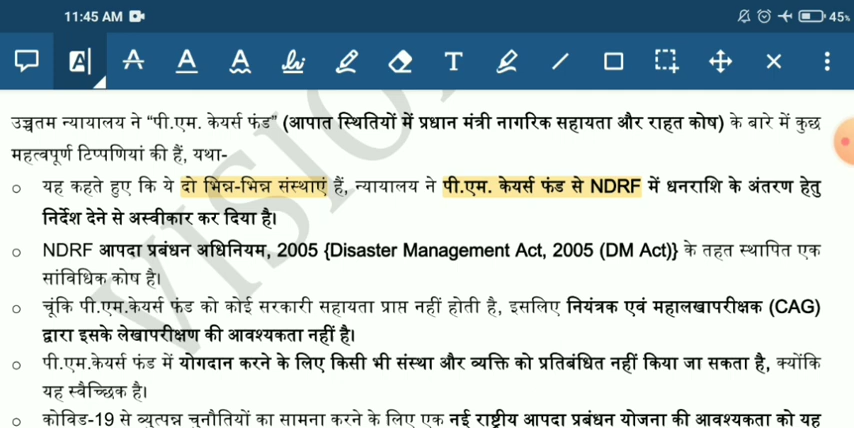 11:45 AM 45%
A A A A T
उच्चतम न्यायालय ने “पी.एम. केयर्स फंड” (आपात स्थितियों में प्रधान मंत्री नागरिक सहायता और राहत कोष) के बारे में कुछ
महत्वपूर्ण टिप्पणियां की हैं, यथा-
यह कहते हुए कि ये दो भिन्न-भिन्न संस्थाएं हैं, न्यायालय ने पी.एम. केयर्स फंड से NDRF में धनराशि के अंतरण हेतु
निर्देश देने से अस्वीकार कर दिया है।
NDRF आपदा प्रबंधन अधिनियम, 2005 {Disaster Management Act, 2005 (DM Act)} के तहत स्थापित एक
सांविधिक कोष है।
चूंकि पी.एम.केयर्स फंड को कोई सरकारी सहायता प्राप्त नहीं होती है, इसलिए नियंत्रक एवं महालेखापरीक्षक (CAG)
द्वारा इसके लेखापरीक्षण की आवश्यकता नहीं है।
पी.एम.केयर्स फंड में योगदान करने के लिए किसी भी संस्था और व्यक्ति को प्रतिबंधित नहीं किया जा सकता है, क्योंकि
यह स्वैच्छिक है।
कोविड-19 से व्युत्पन्न चुनौतियों का सामना करने के लिए एक नई राष्ट्रीय आपदा प्रबंधन योजना की आवश्यकता को यह
VISION